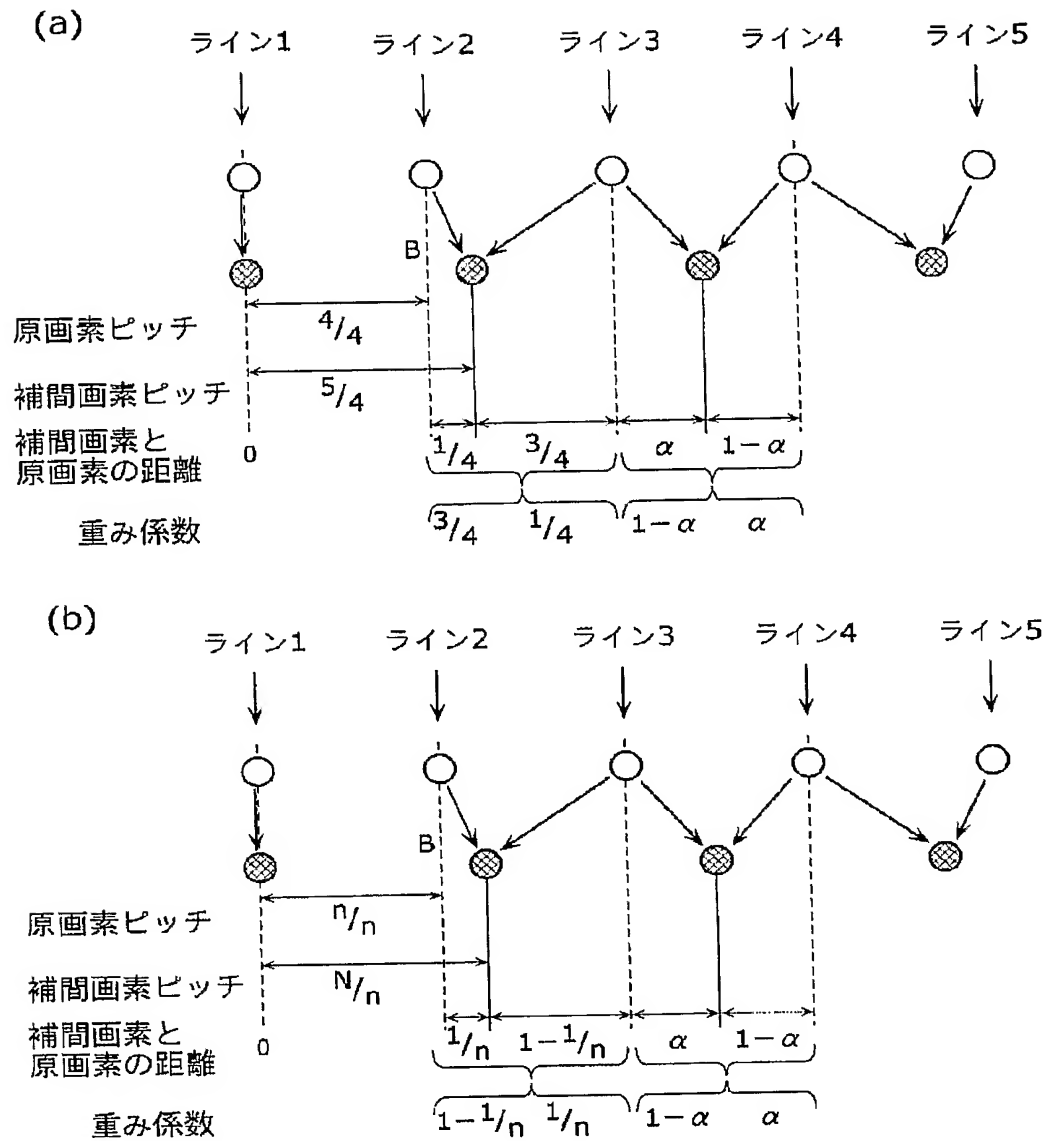 (a)
ライン1 ライン2 ライン3 ライン4 ライン5
B
原画素ピッチ 4/4
補間画素ピッチ 5/4
補間画素と
原画素の距離 0 1/4 3/4 α 1-α
重み係数 3/4 1/4 1-α α
(b)
ライン1 ライン2 ライン3 ライン4 ライン5
B
原画素ピッチ n/n
補間画素ピッチ N/n
補間画素と
原画素の距離 0 1/n 1-1/n α 1-α
重み係数 1-1/n 1/n 1-α α